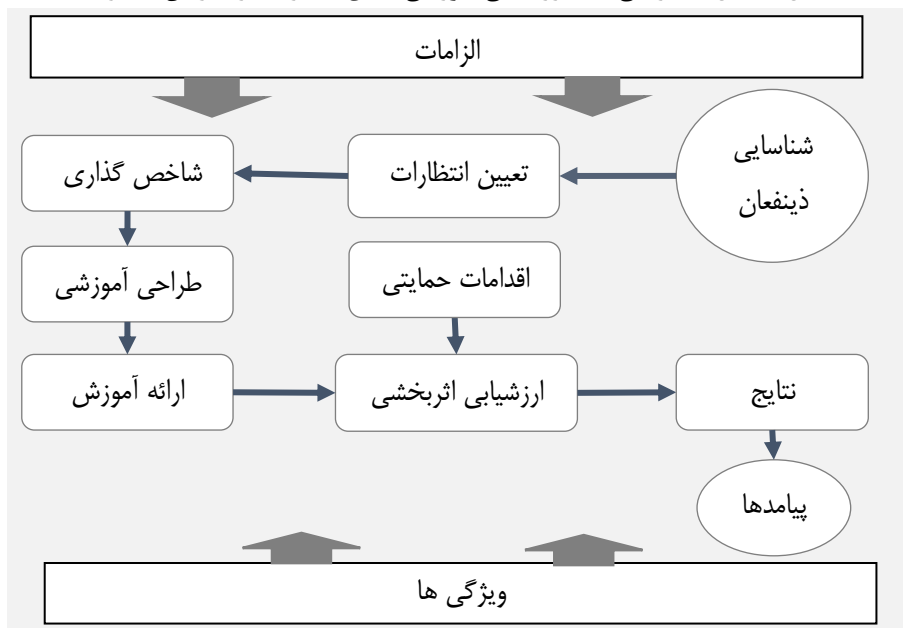 الزامات
شناسایی
ذینفعان
تعیین انتظارات
شاخص گذاری
اقدامات حمایتی
طراحی آموزشی
نتایج
ارزشیابی اثربخشی
ارائه آموزش
پیامدها
ویژگی ها